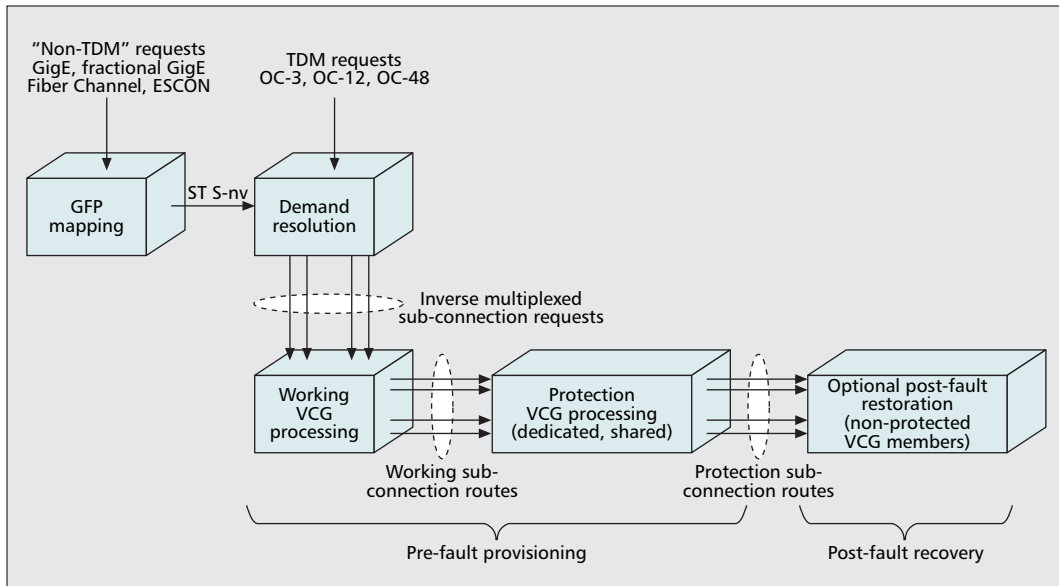 “Non-TDM” requests
GigE, fractional GigE
Fiber Channel, ESCON
TDM requests
OC-3, OC-12, OC-48
GFP
mapping
ST S-nv
Demand
resolution
Inverse multiplexed
sub-connection requests
Working
VCG
processing
Protection
VCG processing
(dedicated, shared)
Optional post-fault
restoration
(non-protected
VCG members)
Working sub-
connection routes
Protection sub-
connection routes
Pre-fault provisioning
Post-fault recovery